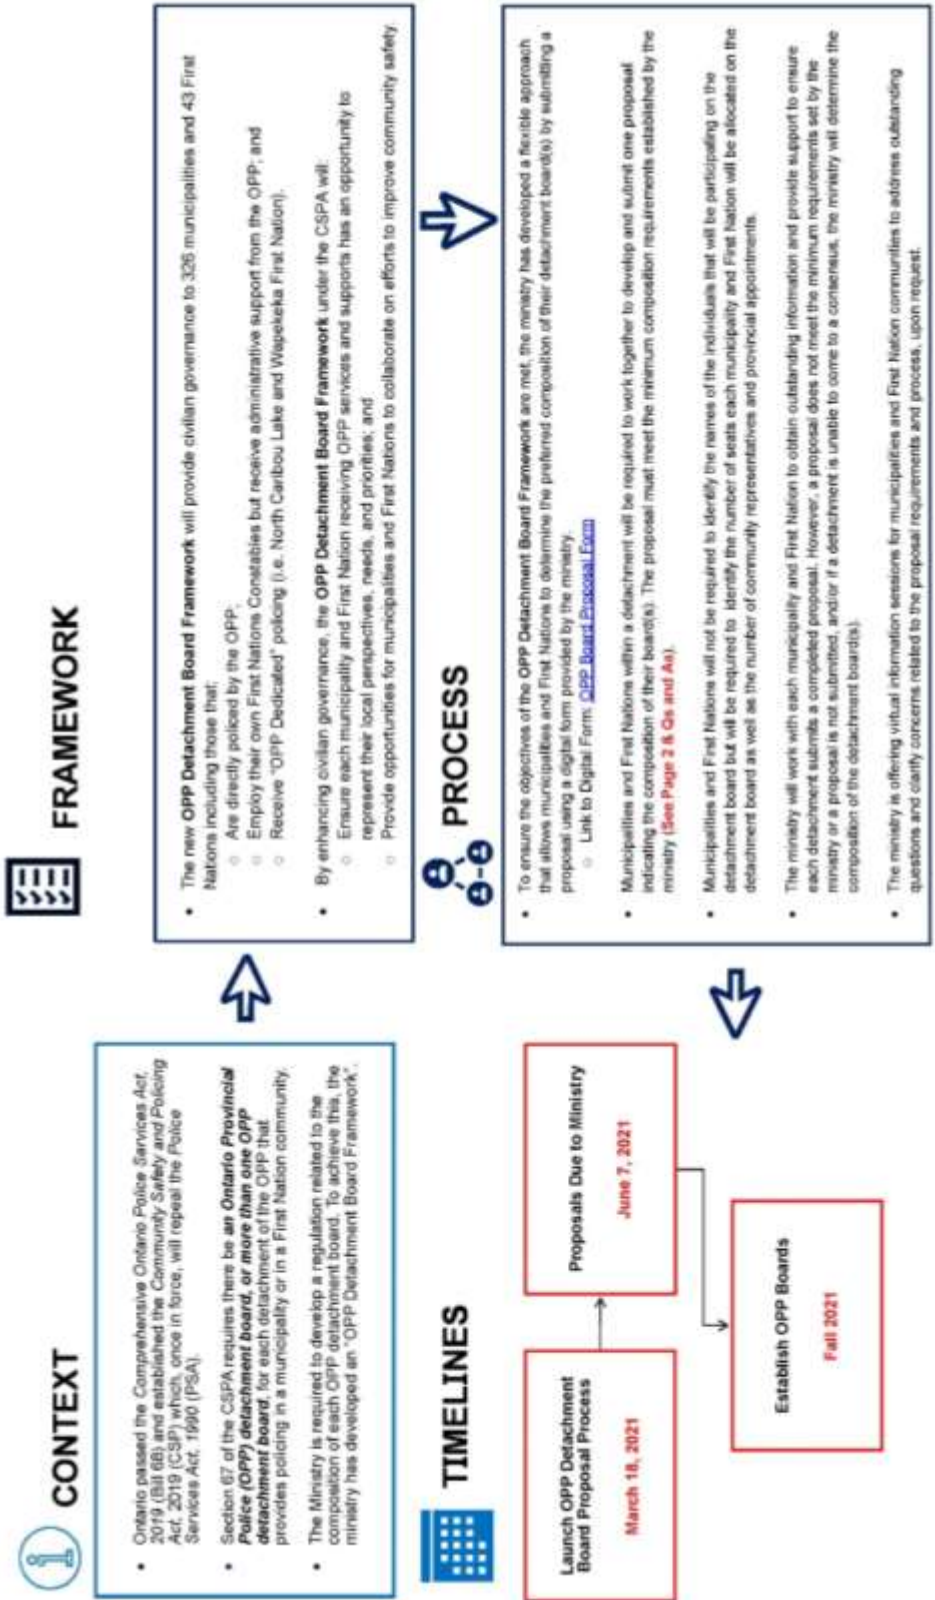 CONTEXT
• Ontario passed the Comprehensive Ontario Police Services Act,
2019 (Bill 68) and established the Community Safety and Policing
Act, 2019 (CSP) which, once in force, will repeal the Police
Services Act, 1990 (PSA).
• Section 67 of the CSPA requires there be an Ontario Provincial
Police (OPP) detachment board, or more than one OPP
detachment board, for each detachment of the OPP that
provides policing in a municipality or in a First Nation community.
• The Ministry is required to develop a regulation related to the
composition of each OPP detachment board. To achieve this, the
ministry has developed an "OPP Detachment Board Framework".
FRAMEWORK
• The new OPP Detachment Board Framework will provide civilian governance to 326 municipalities and 43 First
Nations including those that:
○ Are directly policed by the OPP;
○ Employ their own First Nations Constables but receive administrative support from the OPP; and
○ Receive "OPP Dedicated" policing (i.e. North Caribou Lake and Wapekeka First Nation).
• By enhancing civilian governance, the OPP Detachment Board Framework under the CSPA will:
○ Ensure each municipality and First Nation receiving OPP services and supports has an opportunity to
represent their local perspectives, needs, and priorities; and
○ Provide opportunities for municipalities and First Nations to collaborate on efforts to improve community safety.
PROCESS
• To ensure the objectives of the OPP Detachment Board Framework are met, the ministry has developed a flexible approach
that allows municipalities and First Nations to determine the preferred composition of their detachment board(s) by submitting a
proposal using a digital form provided by the ministry.
○ Link to Digital Form: OPP Board Proposal Form
• Municipalities and First Nations within a detachment will be required to work together to develop and submit one proposal
indicating the composition of their board(s). The proposal must meet the minimum composition requirements established by the
ministry (See Page 2 & Qs and As).
• Municipalities and First Nations will not be required to identify the names of the individuals that will be participating on the
detachment board but will be required to identify the number of seats each municipality and First Nation will be allocated on the
detachment board as well as the number of community representatives and provincial appointments.
• The ministry will work with each municipality and First Nation to obtain outstanding information and provide support to ensure
each detachment submits a completed proposal. However, a proposal does not meet the minimum requirements set by the
ministry or a proposal is not submitted, and/or if a detachment is unable to come to a consensus, the ministry will determine the
composition of the detachment board(s).
• The ministry is offering virtual information sessions for municipalities and First Nation communities to address outstanding
questions and clarify concerns related to the proposal requirements and process, upon request.
TIMELINES
Launch OPP Detachment
Board Proposal Process
March 18, 2021
Proposals Due to Ministry
June 7, 2021
Establish OPP Boards
Fall 2021